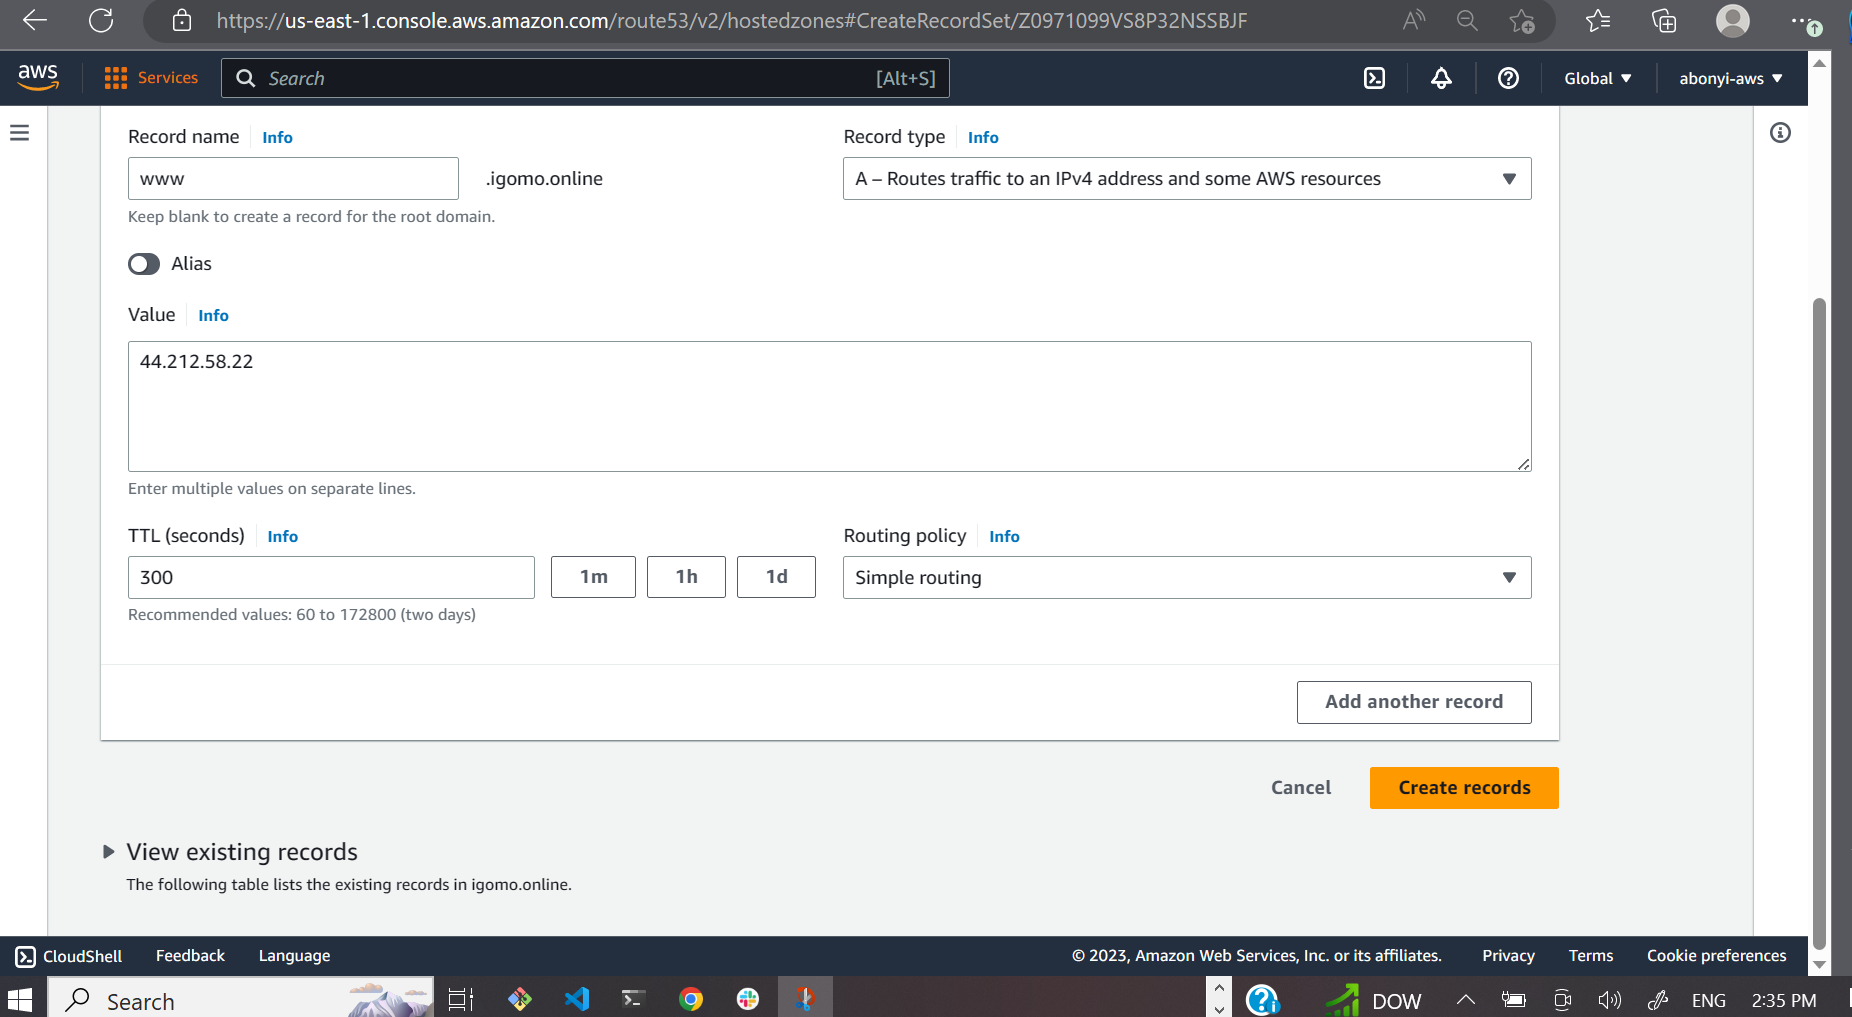 https://us-east-1.console.aws.amazon.com/route53/v2/hostedzones#CreateRecordSet/Z0971099VS8P32NSSBJF
aws Services Search [Alt+S] Global abonyi-aws
Record name Info Record type Info
www .igomo.online A – Routes traffic to an IPv4 address and some AWS resources
Keep blank to create a record for the root domain.
Alias
Value Info
44.212.58.22
Enter multiple values on separate lines.
TTL (seconds) Info Routing policy Info
300 1m 1h 1d Simple routing
Recommended values: 60 to 172800 (two days)
Add another record
Cancel Create records
View existing records
The following table lists the existing records in igomo.online.
CloudShell Feedback Language © 2023, Amazon Web Services, Inc. or its affiliates. Privacy Terms Cookie preferences
Search DOW ENG 2:35 PM